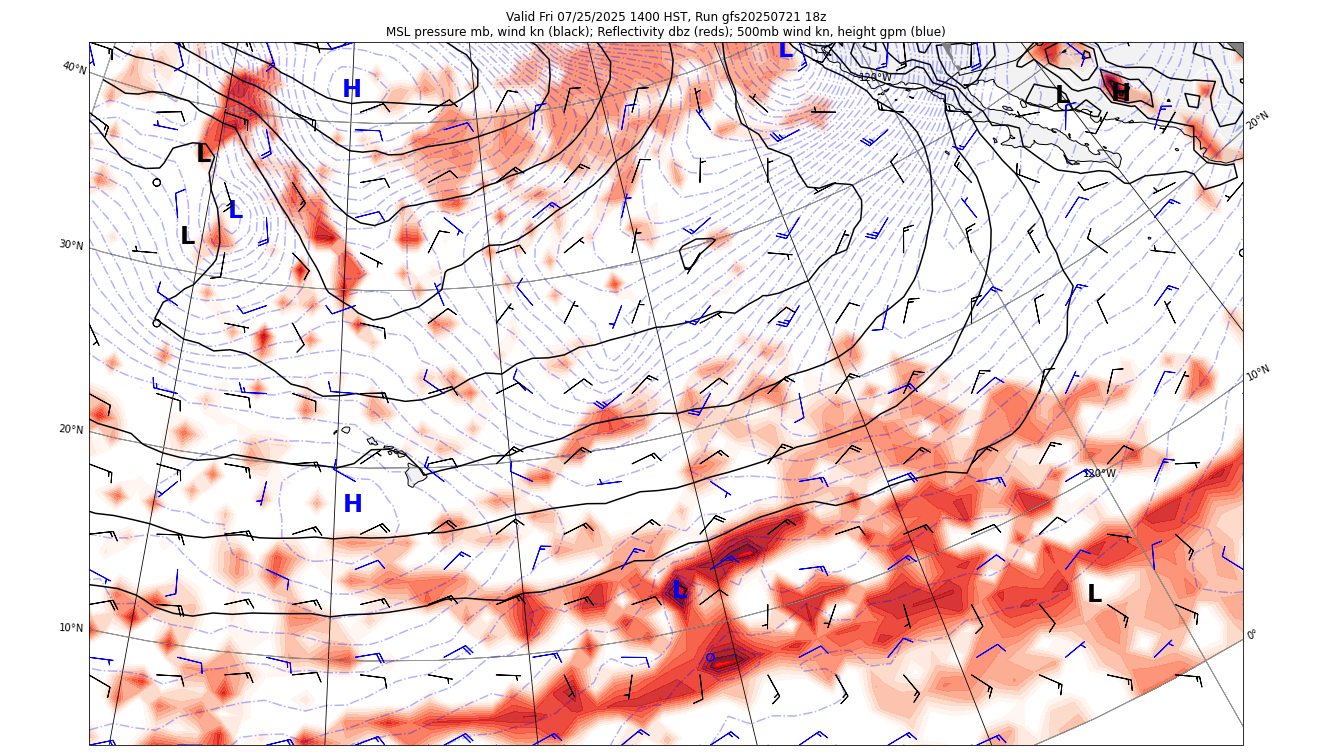 Valid Fri 07/25/2025 1400 HST, Run gfs20250721 18z
MSL pressure mb, wind kn (black); Reflectivity dbz (reds); 500mb wind kn, height gpm (blue)
L
40°N
120°W
H
L
H
20°N
L
L
L
30°N
10°N
20°N
120°W
H
L
L
10°N
0°